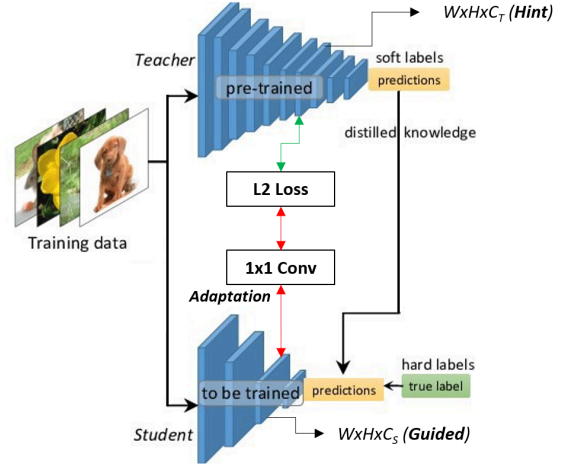 WxHxC_T (Hint)
Teacher
soft labels
pre-trained
predictions
distilled knowledge
L2 Loss
Training data
1x1 Conv
Adaptation
hard labels
to be trained
predictions
true label
Student
WxHxC_S (Guided)